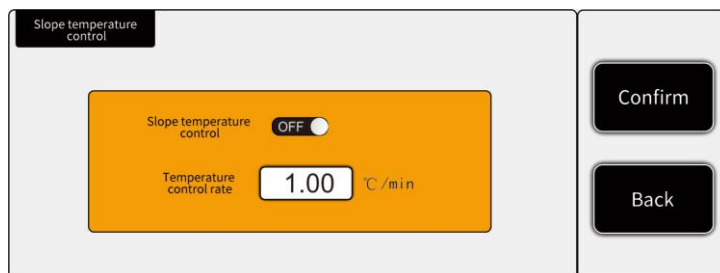 Slope temperature
control
Slope temperature
control
OFF
Temperature
control rate
1.00
℃/min
Confirm
Back